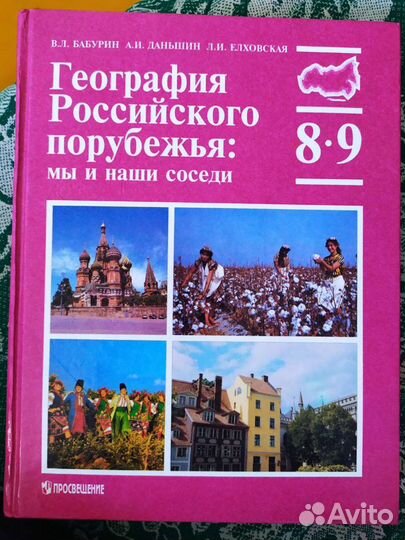 В.Л. БАБУРИН А.И. ДАНЬШИН Л.И. ЕЛХОВСКАЯ
География
Российского
порубежья:
мы и наши соседи
8·9
ПРОСВЕЩЕНИЕ
Avito